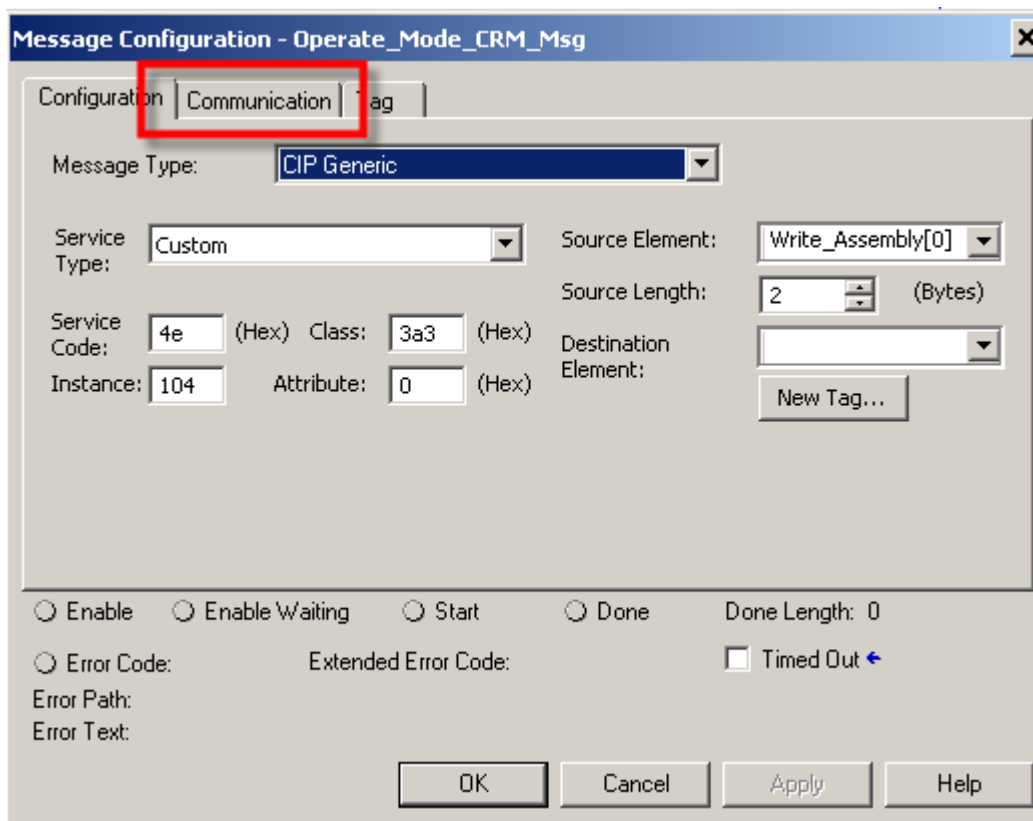 Message Configuration - Operate_Mode_CRM_Msg
Configuration Communication Tag
Message Type: CIP Generic
Service Type: Custom
Source Element: Write_Assembly[0]
Source Length: 2 (Bytes)
Service Code: 4e (Hex) Class: 3a3 (Hex)
Destination Element:
Instance: 104 Attribute: 0 (Hex)
New Tag...
Enable Enable Waiting Start Done Done Length: 0
Error Code: Extended Error Code: Timed Out
Error Path:
Error Text:
OK Cancel Apply Help